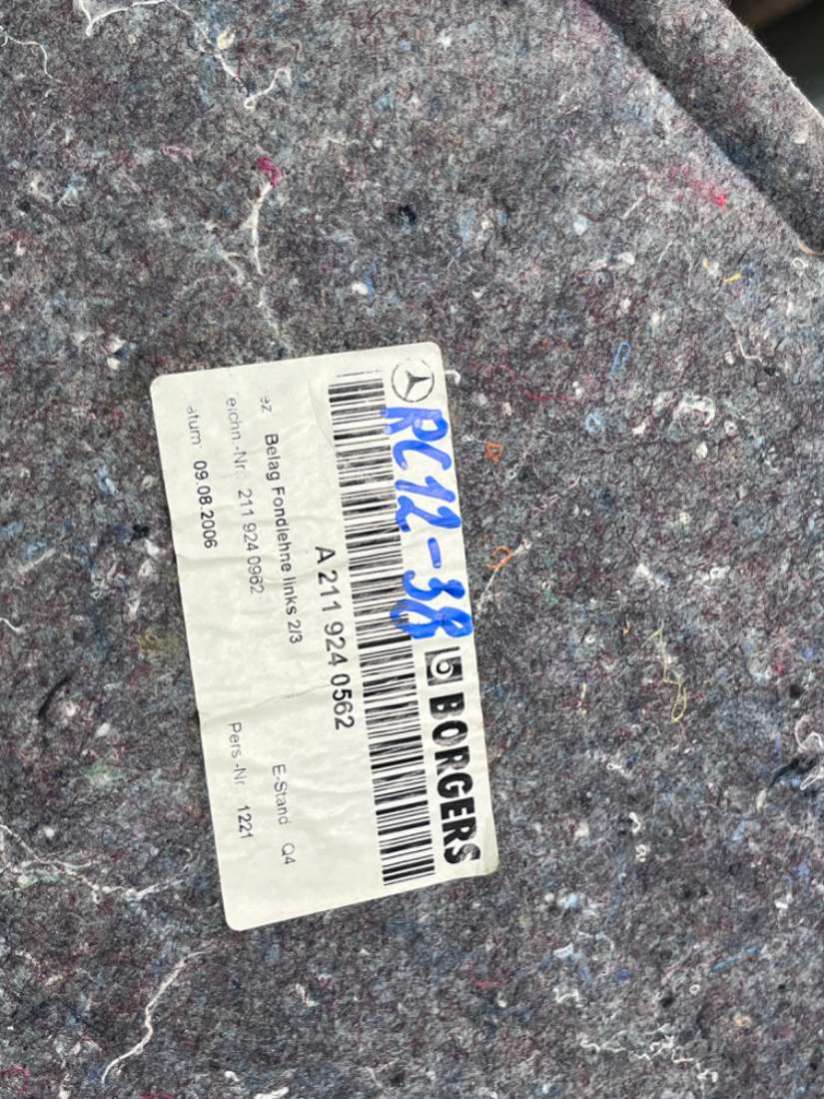 RC12-38
BORGERS
A 211 924 0562
ez Belag Fondlehne links 2/3 E-Stand Q4
eichn.-Nr. 211 924 0962 Pers.-Nr. 1221
atum 09.08.2006